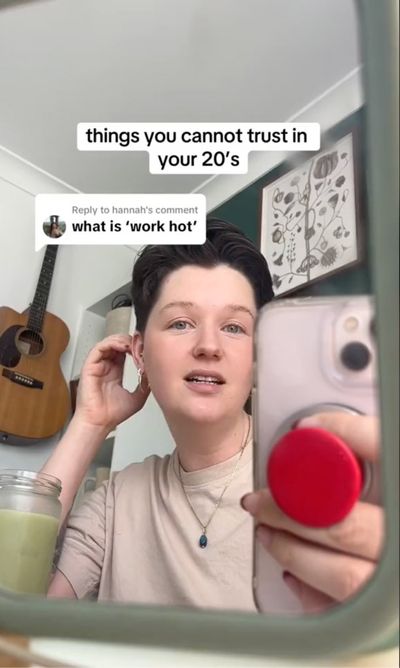 things you cannot trust in
your 20's
Reply to hannah's comment
what is 'work hot'